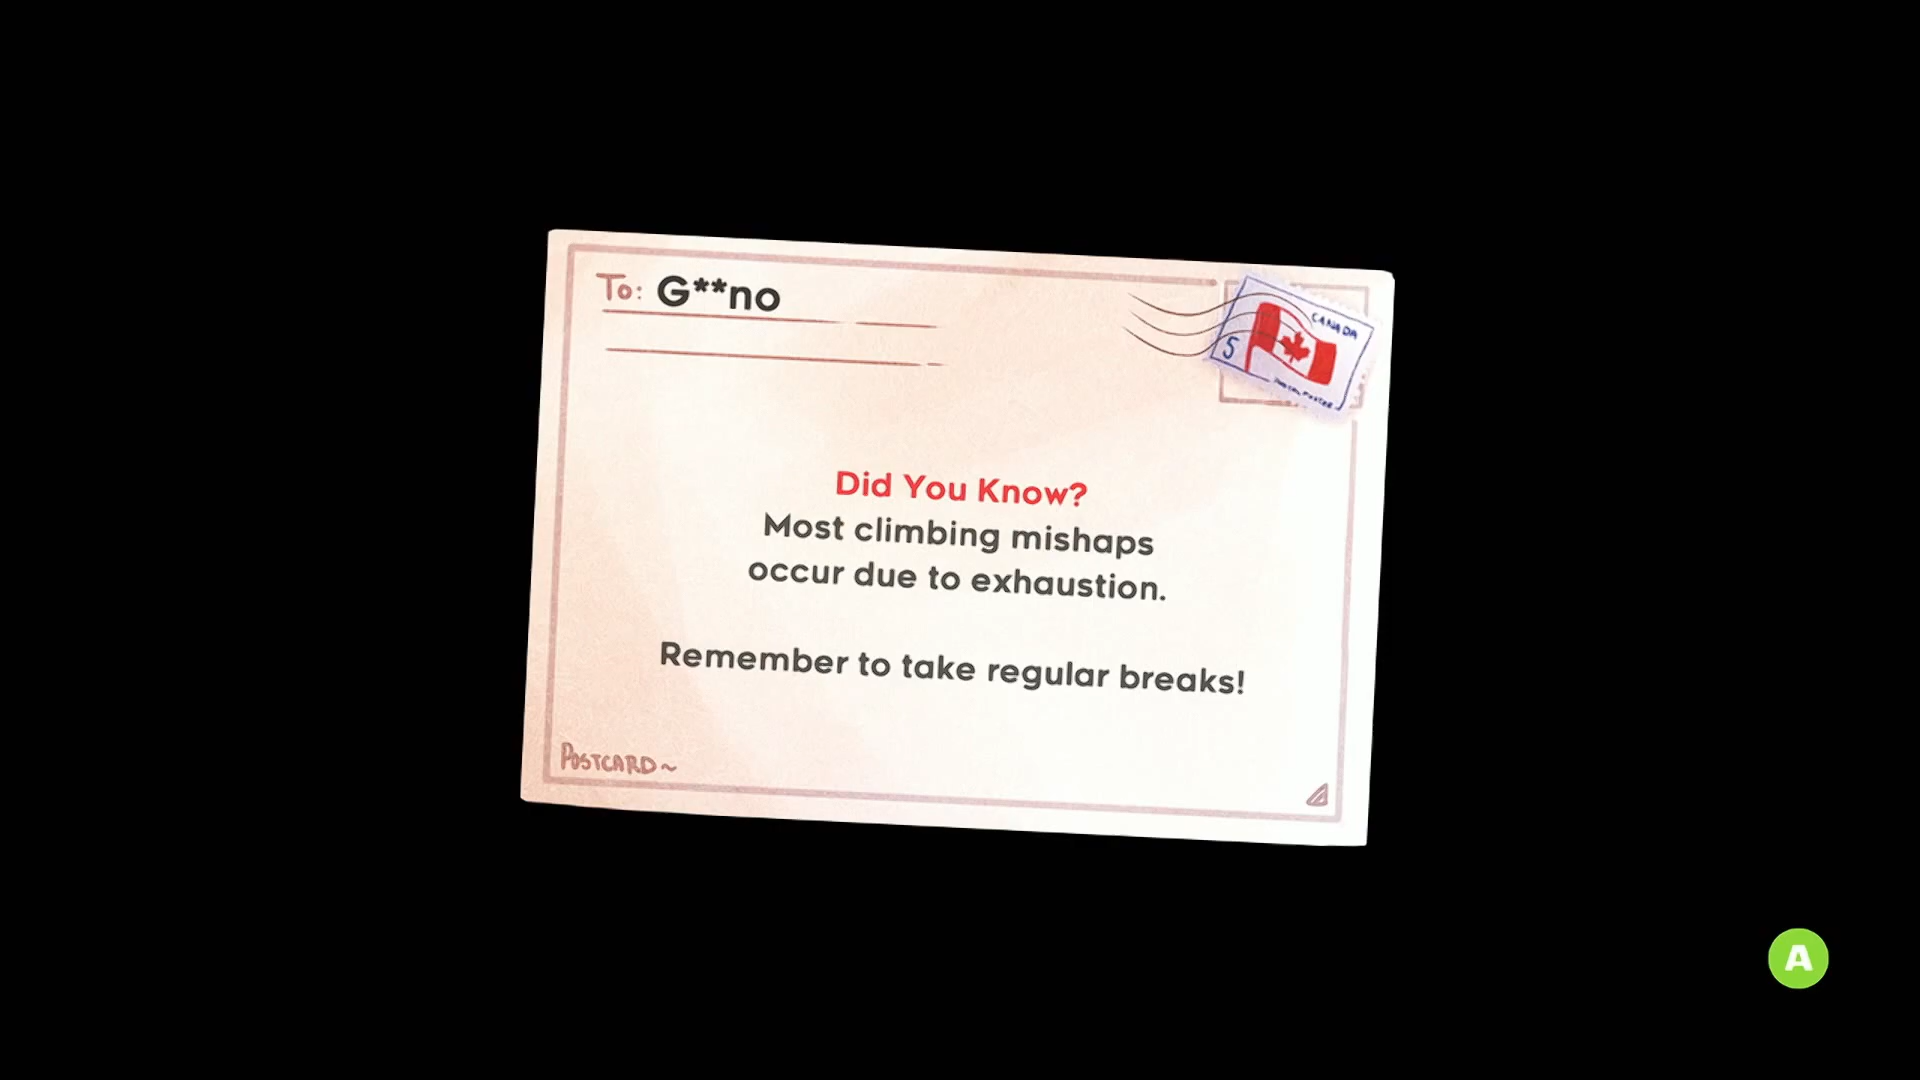 To: G**no
CANADA
5
Did You Know?
Most climbing mishaps
occur due to exhaustion.
Remember to take regular breaks!
POSTCARD~
A